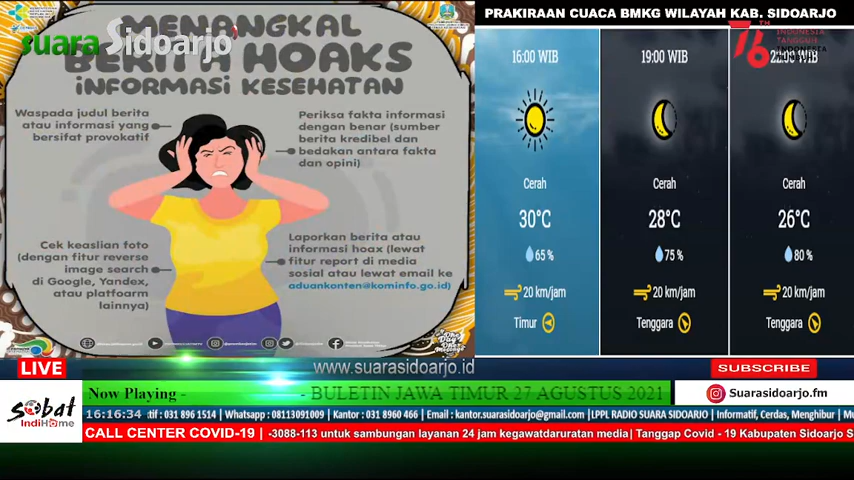 MENANGKAL
BERITA HOAKS
INFORMASI KESEHATAN
suara Sidoarjo
Waspada judul berita
atau informasi yang
bersifat provokatif
Periksa fakta informasi
dengan benar (sumber
berita kredibel dan
bedakan antara fakta
dan opini)
Cek keaslian foto
(dengan fitur reverse
image search
di Google, Yandex,
atau platfoarm
lainnya)
Laporkan berita atau
informasi hoax (lewat
fitur report di media
sosial atau lewat email ke
aduankonten@kominfo.go.id)
PRAKIRAAN CUACA BMKG WILAYAH KAB. SIDOARJO
16:00 WIB
Cerah
30°C
65 %
20 km/jam
Timur
19:00 WIB
Cerah
28°C
75 %
20 km/jam
Tenggara
22:00 WIB
Cerah
26°C
80 %
20 km/jam
Tenggara
LIVE
www.suarasidoarjo.id
SUBSCRIBE
Now Playing -
- BULETIN JAWA TIMUR 27 AGUSTUS 2021
Suarasidoarjo.fm
Sobat
IndiHome
16:16:34 :tif : 031 896 1514 | Whatsapp : 08113091009 | Kantor : 031 8960 466 | Email : kantor.suarasidoarjo@gmail.com |LPPL RADIO SUARA SIDOARJO | Informatif, Cerdas, Menghibur | Mu
CALL CENTER COVID-19 | -3088-113 untuk sambungan layanan 24 jam kegawatdaruratan media| Tanggap Covid - 19 Kabupaten Sidoarjo S